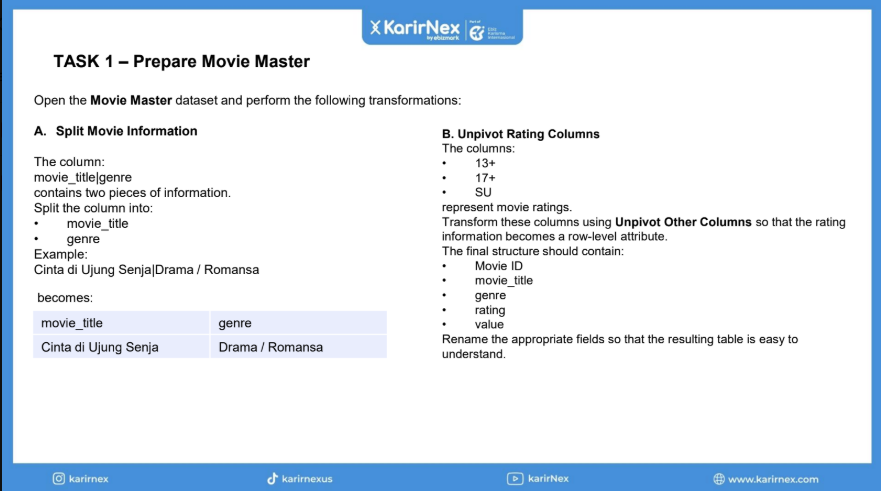 KarirNex
by ebizmark
Part of
TASK 1 – Prepare Movie Master
Open the Movie Master dataset and perform the following transformations:
A. Split Movie Information
The column:
movie_title|genre
contains two pieces of information.
Split the column into:
• movie_title
• genre
Example:
Cinta di Ujung Senja|Drama / Romansa
becomes:
movie_title genre
Cinta di Ujung Senja Drama / Romansa
B. Unpivot Rating Columns
The columns:
• 13+
• 17+
• SU
represent movie ratings.
Transform these columns using Unpivot Other Columns so that the rating
information becomes a row-level attribute.
The final structure should contain:
• Movie ID
• movie_title
• genre
• rating
• value
Rename the appropriate fields so that the resulting table is easy to
understand.
karirnex
karirnexus
karirNex
www.karirnex.com